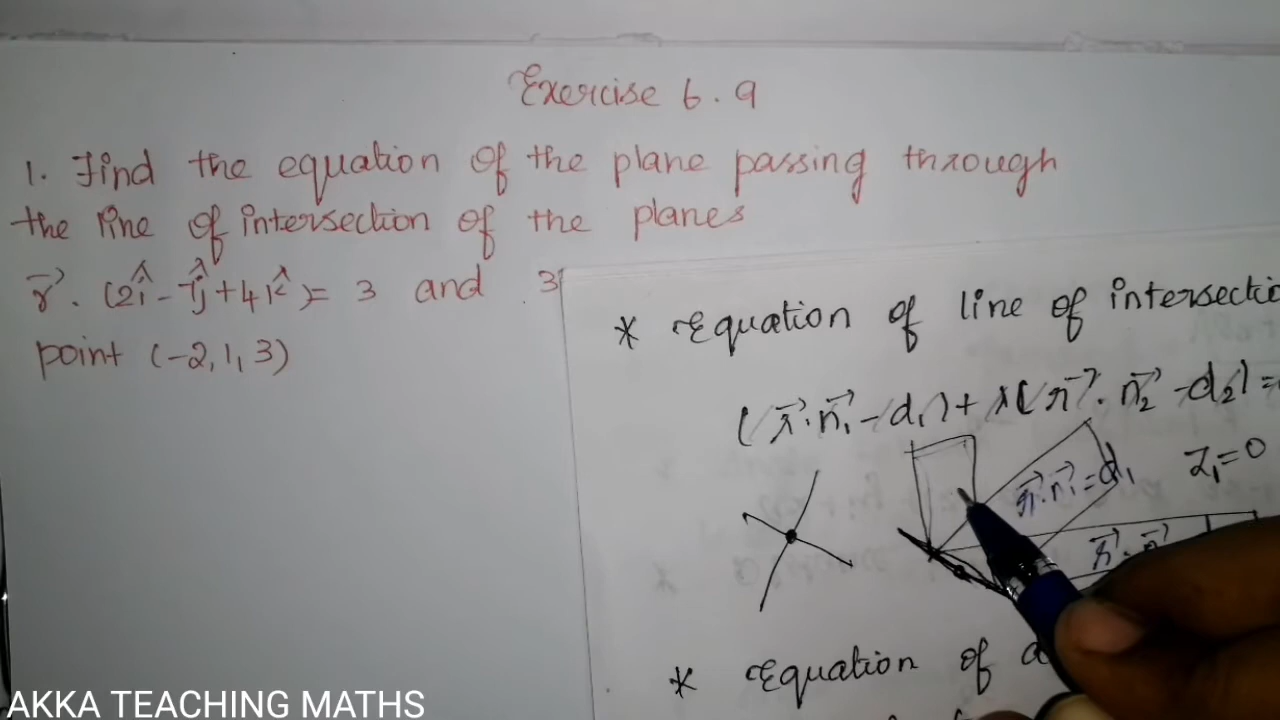 Exercise 6.9
1. Find the equation of the plane passing through
the line of intersection of the planes
r⃗ . (2î - 7ĵ + 4k̂) = 3 and 3
point (-2, 1, 3)
* Equation of line of
(r⃗ . n⃗₁ - d₁) + λ(r⃗ . n⃗₂ - d₂) =
r⃗ . n⃗₁ = d₁
z₁ = 0
* Equation of
AKKA TEACHING MATHS